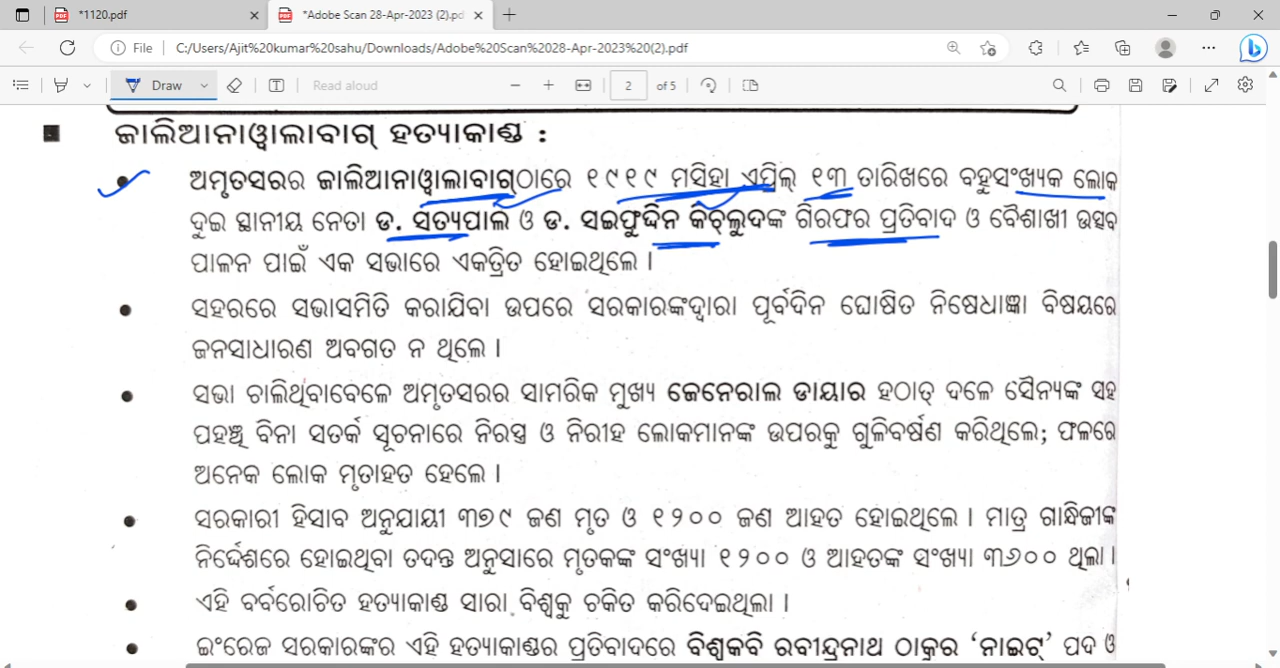 *1120.pdf
*Adobe Scan 28-Apr-2023 (2).pd
File C:/Users/Ajit%20kumar%20sahu/Downloads/Adobe%20Scan%2028-Apr-2023%20(2).pdf
Draw Read aloud 2 of 5
ଜାଲିଆନାୱାଲାବାଗ୍ ହତ୍ୟାକାଣ୍ଡ :
ଅମୃତସରର ଜାଲିଆନାୱାଲାବାଗ୍‌ଠାରେ ୧୯୧୯ ମସିହା ଏପ୍ରିଲ୍ ୧୩ ତାରିଖରେ ବହୁସଂଖ୍ୟକ ଲୋକ
ଦୁଇ ସ୍ଥାନୀୟ ନେତା ଡ. ସତ୍ୟପାଲ ଓ ଡ. ସଇଫୁଦ୍ଦିନ କିଚ୍‌ଲୁଦଙ୍କ ଗିରଫର ପ୍ରତିବାଦ ଓ ବୈଶାଖୀ ଉତ୍ସବ
ପାଳନ ପାଇଁ ଏକ ସଭାରେ ଏକତ୍ରିତ ହୋଇଥିଲେ ।
ସହରରେ ସଭାସମିତି କରାଯିବା ଉପରେ ସରକାରଙ୍କଦ୍ୱାରା ପୂର୍ବଦିନ ଘୋଷିତ ନିଷେଧାଜ୍ଞା ବିଷୟରେ
ଜନସାଧାରଣ ଅବଗତ ନ ଥିଲେ ।
ସଭା ଚାଲିଥିବାବେଳେ ଅମୃତସରର ସାମରିକ ମୁଖ୍ୟ ଜେନେରାଲ ଡାୟାର ହଠାତ୍ ଦଳେ ସୈନ୍ୟଙ୍କ ସହ
ପହଞ୍ଚି ବିନା ସତର୍କ ସୂଚନାରେ ନିରସ୍ତ୍ର ଓ ନିରୀହ ଲୋକମାନଙ୍କ ଉପରକୁ ଗୁଳିବର୍ଷଣ କରିଥିଲେ; ଫଳରେ
ଅନେକ ଲୋକ ମୃତାହତ ହେଲେ ।
ସରକାରୀ ହିସାବ ଅନୁଯାୟୀ ୩୭୯ ଜଣ ମୃତ ଓ ୧୨୦୦ ଜଣ ଆହତ ହୋଇଥିଲେ । ମାତ୍ର ଗାନ୍ଧିଜୀଙ୍କ
ନିର୍ଦ୍ଦେଶରେ ହୋଇଥିବା ତଦନ୍ତ ଅନୁସାରେ ମୃତକଙ୍କ ସଂଖ୍ୟା ୧୨୦୦ ଓ ଆହତଙ୍କ ସଂଖ୍ୟା ୩୬୦୦ ଥିଲା ।
ଏହି ବର୍ବରୋଚିତ ହତ୍ୟାକାଣ୍ଡ ସାରା ବିଶ୍ୱକୁ ଚକିତ କରିଦେଇଥିଲା ।
ଇଂରେଜ ସରକାରଙ୍କର ଏହି ହତ୍ୟାକାଣ୍ଡର ପ୍ରତିବାଦରେ ବିଶ୍ୱକବି ରବୀନ୍ଦ୍ରନାଥ ଠାକୁର ‘ନାଇଟ୍’ ପଦ ଓ